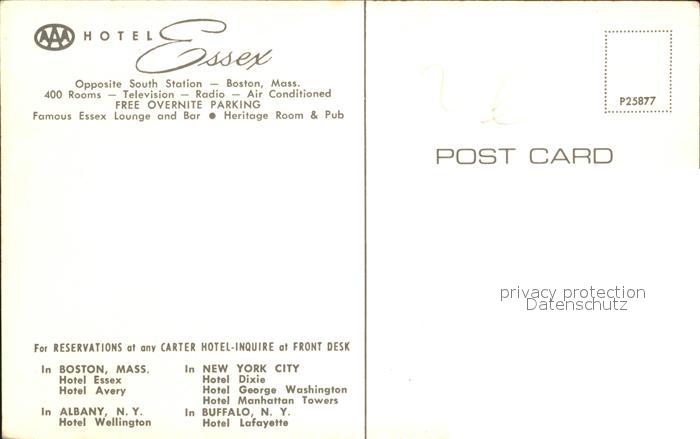 AAA HOTEL Essex
Opposite South Station — Boston, Mass.
400 Rooms — Television — Radio — Air Conditioned
FREE OVERNITE PARKING
Famous Essex Lounge and Bar ● Heritage Room & Pub
P25877
POST CARD
privacy protection
Datenschutz
For RESERVATIONS at any CARTER HOTEL-INQUIRE at FRONT DESK
In BOSTON, MASS.
Hotel Essex
Hotel Avery
In ALBANY, N. Y.
Hotel Wellington
In NEW YORK CITY
Hotel Dixie
Hotel George Washington
Hotel Manhattan Towers
In BUFFALO, N. Y.
Hotel Lafayette